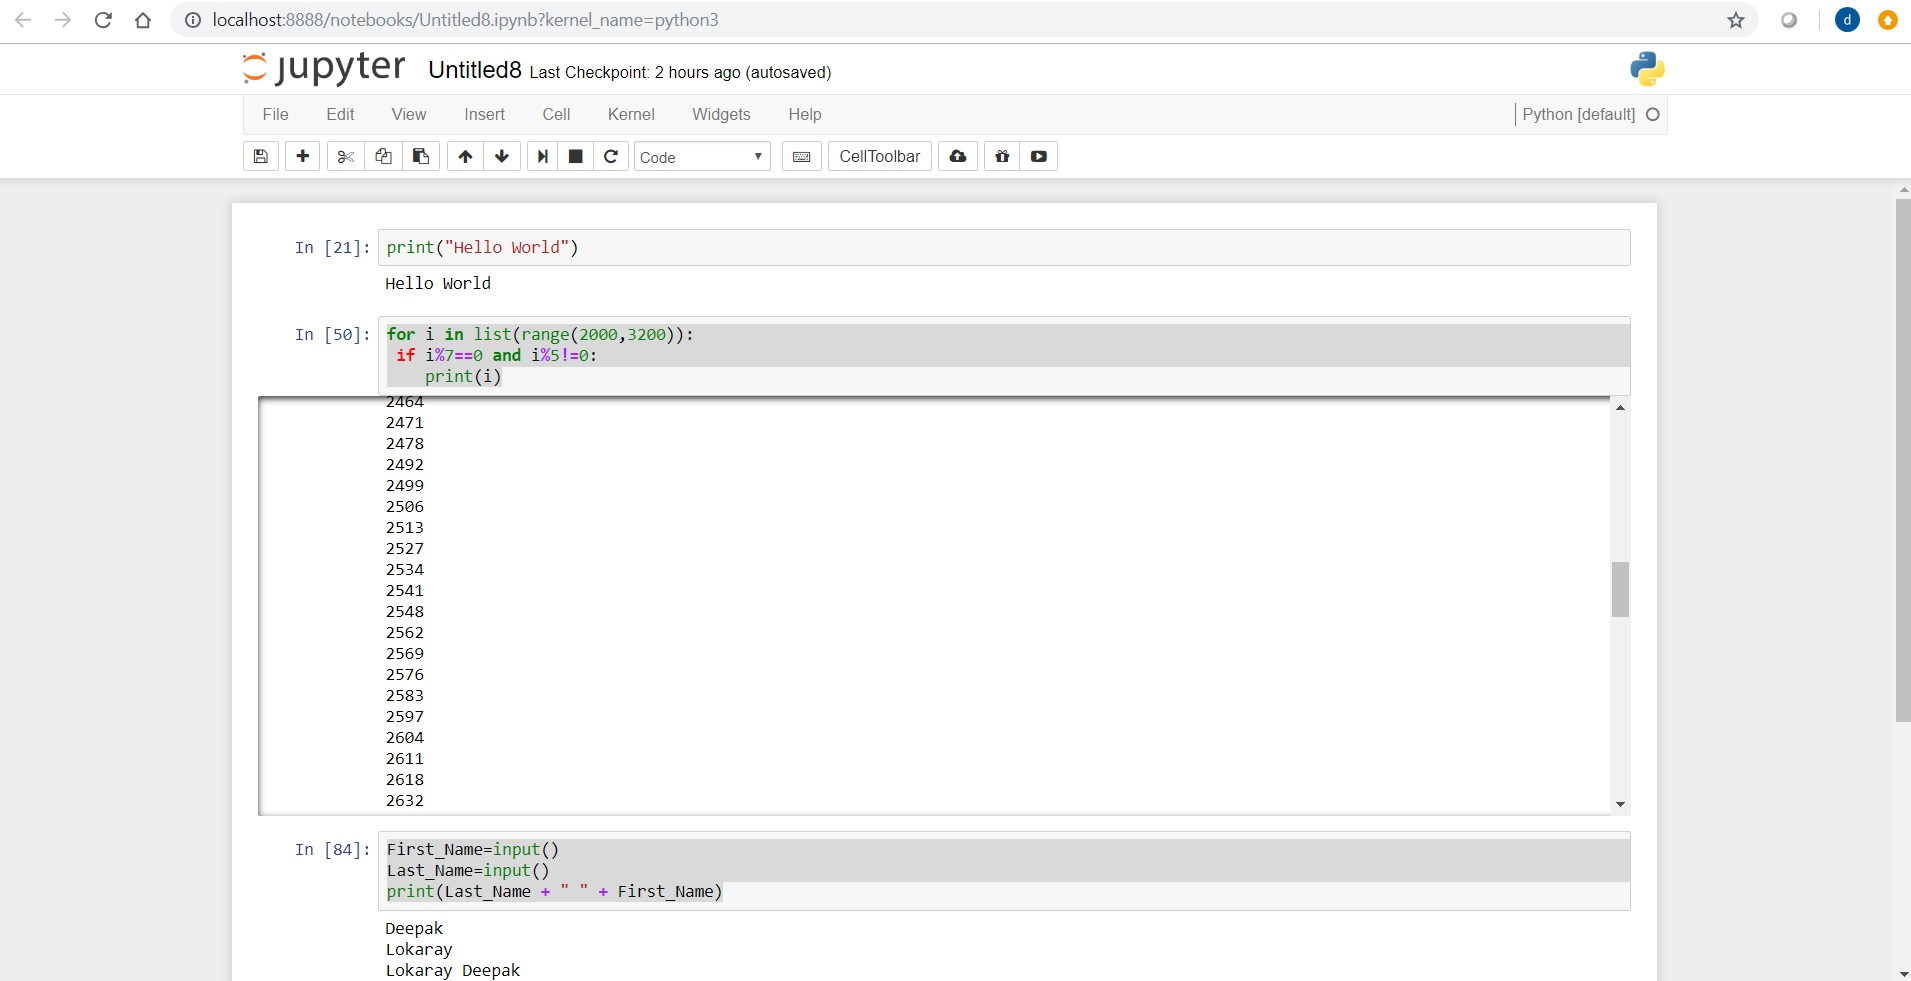 localhost:8888/notebooks/Untitled8.ipynb?kernel_name=python3
d
jupyter Untitled8 Last Checkpoint: 2 hours ago (autosaved)
File Edit View Insert Cell Kernel Widgets Help Python [default]
Code CellToolbar
In [21]: print("Hello World")
Hello World
In [50]: for i in list(range(2000,3200)):
if i%7==0 and i%5!=0:
print(i)
2464
2471
2478
2492
2499
2506
2513
2527
2534
2541
2548
2562
2569
2576
2583
2597
2604
2611
2618
2632
In [84]: First_Name=input()
Last_Name=input()
print(Last_Name + " " + First_Name)
Deepak
Lokaray
Lokaray Deepak